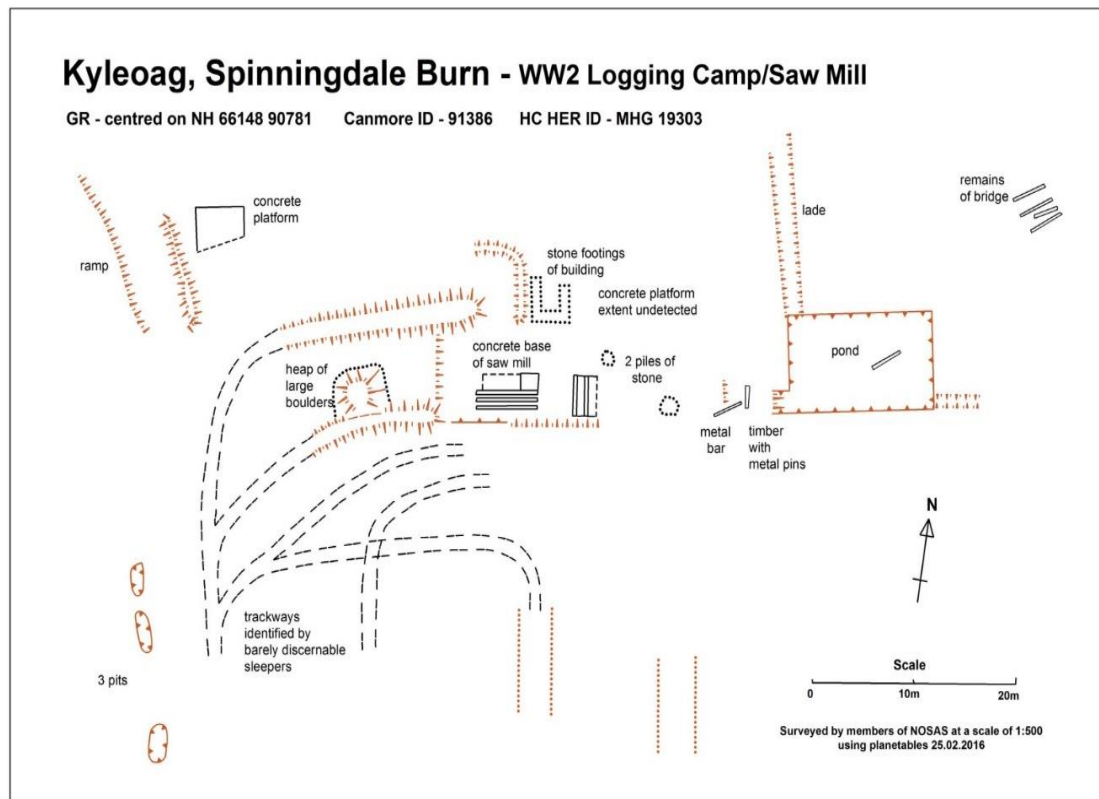 Kyleoag, Spinningdale Burn - WW2 Logging Camp/Saw Mill
GR - centred on NH 66148 90781 Canmore ID - 91386 HC HER ID - MHG 19303
concrete
platform
ramp
stone footings
of building
concrete platform
extent undetected
lade
remains
of bridge
heap of
large
boulders
concrete base
of saw mill
2 piles of
stone
pond
metal
bar
timber
with
metal pins
N
trackways
identified by
barely discernable
sleepers
3 pits
Scale
0 10m 20m
Surveyed by members of NOSAS at a scale of 1:500
using planetables 25.02.2016